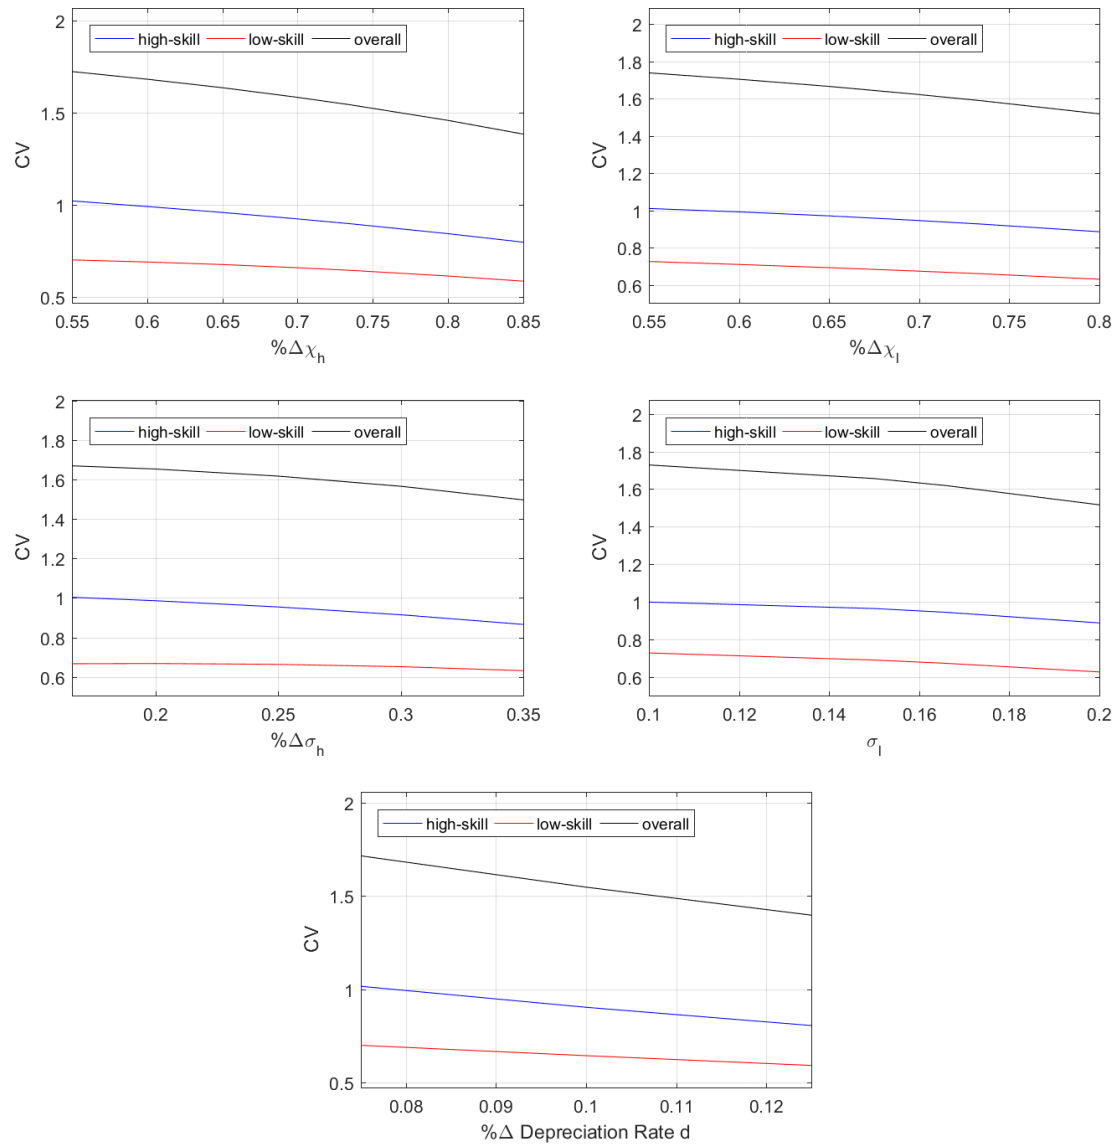 2
1.5
1
0.5
CV
high-skill low-skill overall
0.55 0.6 0.65 0.7 0.75 0.8 0.85
%Δχ_h
2
1.8
1.6
1.4
1.2
1
0.8
0.6
CV
high-skill low-skill overall
0.55 0.6 0.65 0.7 0.75 0.8
%Δχ_l
2
1.8
1.6
1.4
1.2
1
0.8
0.6
CV
high-skill low-skill overall
0.2 0.25 0.3 0.35
%Δσ_h
2
1.8
1.6
1.4
1.2
1
0.8
0.6
CV
high-skill low-skill overall
0.1 0.12 0.14 0.16 0.18 0.2
σ_l
2
1.5
1
0.5
CV
high-skill low-skill overall
0.08 0.09 0.1 0.11 0.12
%Δ Depreciation Rate d